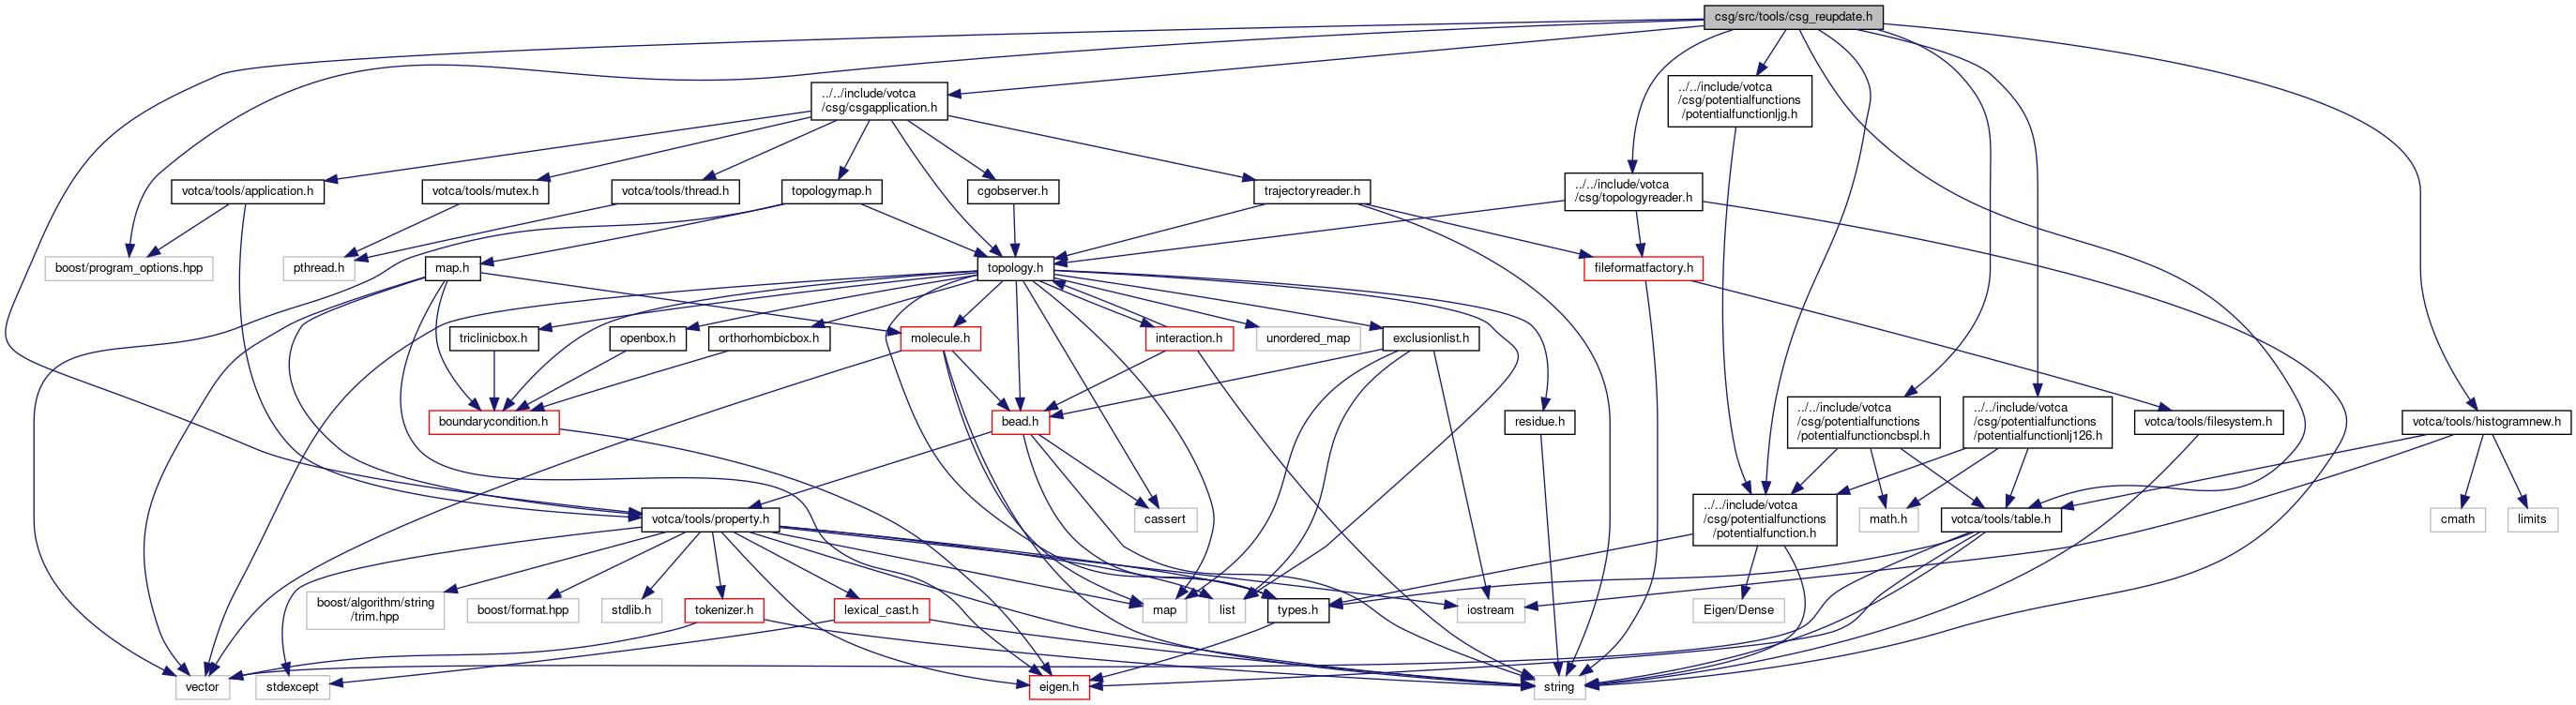 csg/src/tools/csg_reupdate.h
../../include/votca
/csg/csgapplication.h
../../include/votca
/csg/potentialfunctions
/potentialfunctionljg.h
votca/tools/application.h
votca/tools/mutex.h
votca/tools/thread.h
topologymap.h
cgobserver.h
trajectoryreader.h
../../include/votca
/csg/topologyreader.h
boost/program_options.hpp
pthread.h
map.h
topology.h
fileformatfactory.h
triclinicbox.h
openbox.h
orthorhombicbox.h
molecule.h
interaction.h
unordered_map
exclusionlist.h
boundarycondition.h
bead.h
residue.h
../../include/votca
/csg/potentialfunctions
/potentialfunctioncbspl.h
../../include/votca
/csg/potentialfunctions
/potentialfunctionlj126.h
votca/tools/filesystem.h
votca/tools/histogramnew.h
votca/tools/property.h
cassert
../../include/votca
/csg/potentialfunctions
/potentialfunction.h
math.h
votca/tools/table.h
cmath
limits
boost/algorithm/string
/trim.hpp
boost/format.hpp
stdlib.h
tokenizer.h
lexical_cast.h
map
list
types.h
iostream
Eigen/Dense
vector
stdexcept
eigen.h
string